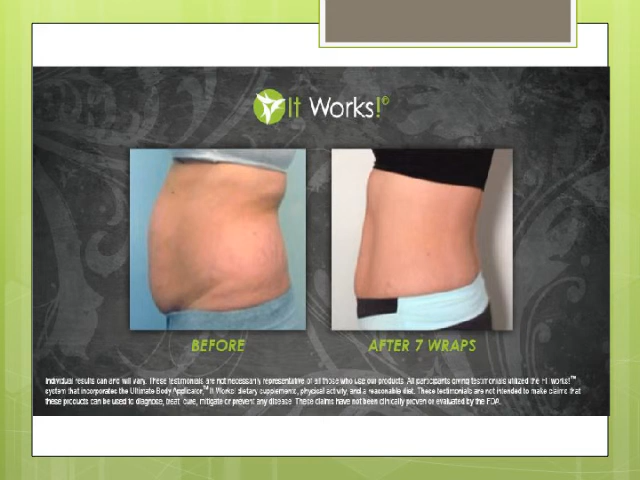 It Works!®
BEFORE
AFTER 7 WRAPS
Individual results can and will vary. These testimonials are not necessarily representative of all those who use our products. All participants giving testimonials utilized the It works!™
system that incorporates the Ultimate Body Applicator,™ It Works! dietary supplements, physical activity, and a reasonable diet. These testimonials are not intended to make claims that
these products can be used to diagnose, treat, cure, mitigate or prevent any disease. These claims have not been clinically proven or evaluated by the FDA.